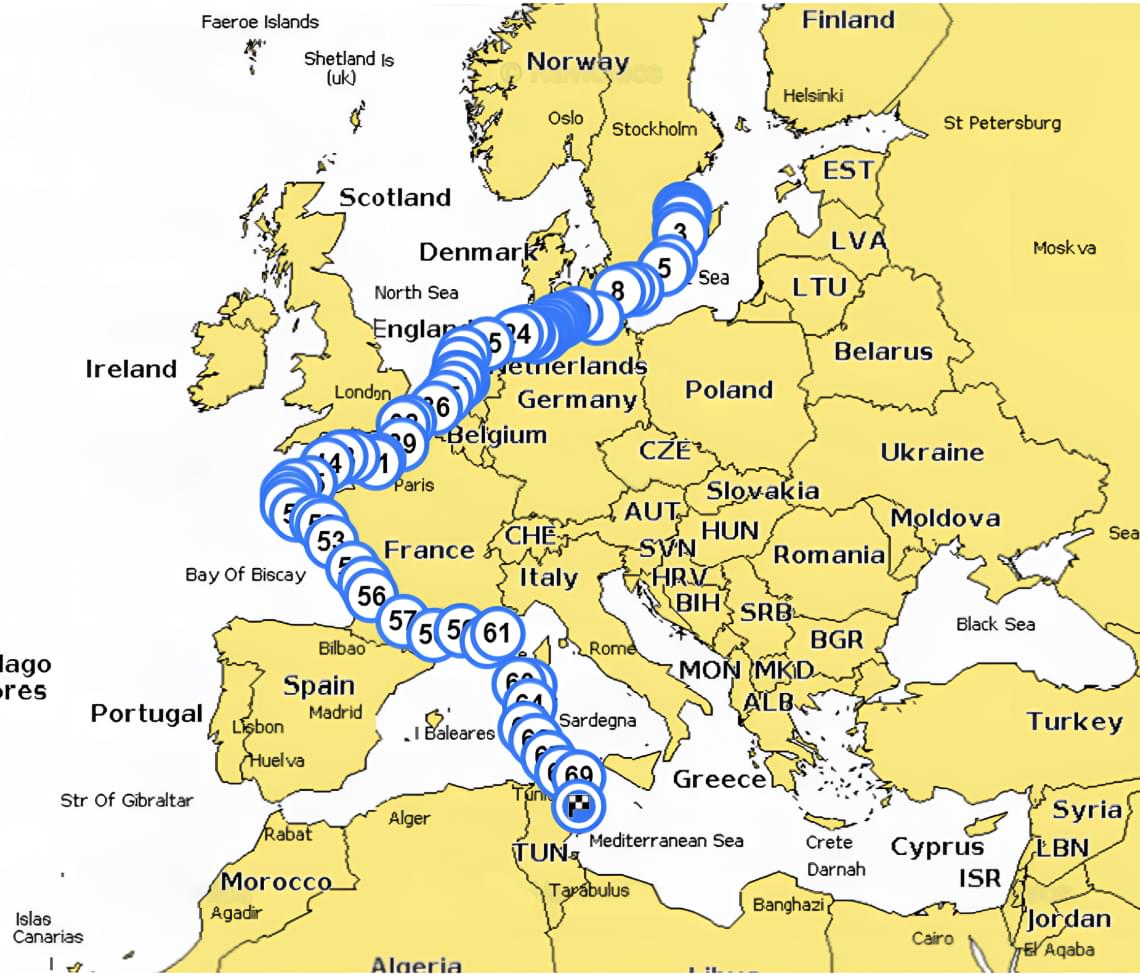 Faeroe Islands
Finland
Shetland Is
(uk)
Norway
Helsinki
Oslo
Stockholm
St Petersburg
EST
Scotland
3
LVA
Denmark
Moskva
5
Sea
LTU
North Sea
8
England
24
5
Belarus
Ireland
Netherlands
London
Poland
Germany
36
Belgium
39
CZE
Ukraine
44
1
Paris
Slovakia
AUT
Moldova
5
HUN
CHE
53
SVN
Romania
Sea
France
5
Bay Of Biscay
Italy
HRV
56
BIH
SRB
57
Black Sea
5
61
BGR
Bilbao
Rome
lago
ores
MON
MKD
Spain
64
ALB
Madrid
Portugal
Lisbon
Sardegna
Turkey
I Baleares
Huelva
6
69
Greece
Str Of Gibraltar
Tunis
Alger
Syria
Rabat
Mediterranean Sea
Crete
Cyprus
LBN
TUN
Darnah
ISR
Morocco
Tarabulus
Agadir
Banghazi
Islas
Canarias
Jordan
Cairo
El Aqaba
Algeria